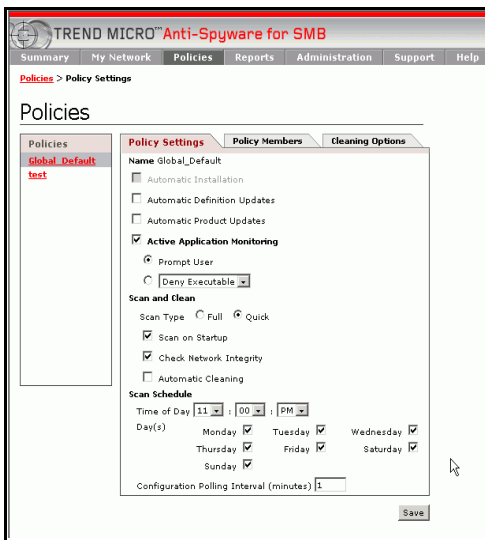 TREND MICRO™ Anti-Spyware for SMB
Summary My Network Policies Reports Administration Support Help
Policies > Policy Settings
Policies
Policies
Global_Default
test
Policy Settings Policy Members Cleaning Options
Name Global_Default
Automatic Installation
Automatic Definition Updates
Automatic Product Updates
Active Application Monitoring
Prompt User
Deny Executable
Scan and Clean
Scan Type Full Quick
Scan on Startup
Check Network Integrity
Automatic Cleaning
Scan Schedule
Time of Day 11 : 00 : PM
Day(s) Monday Tuesday Wednesday
Thursday Friday Saturday
Sunday
Configuration Polling Interval (minutes) 1
Save